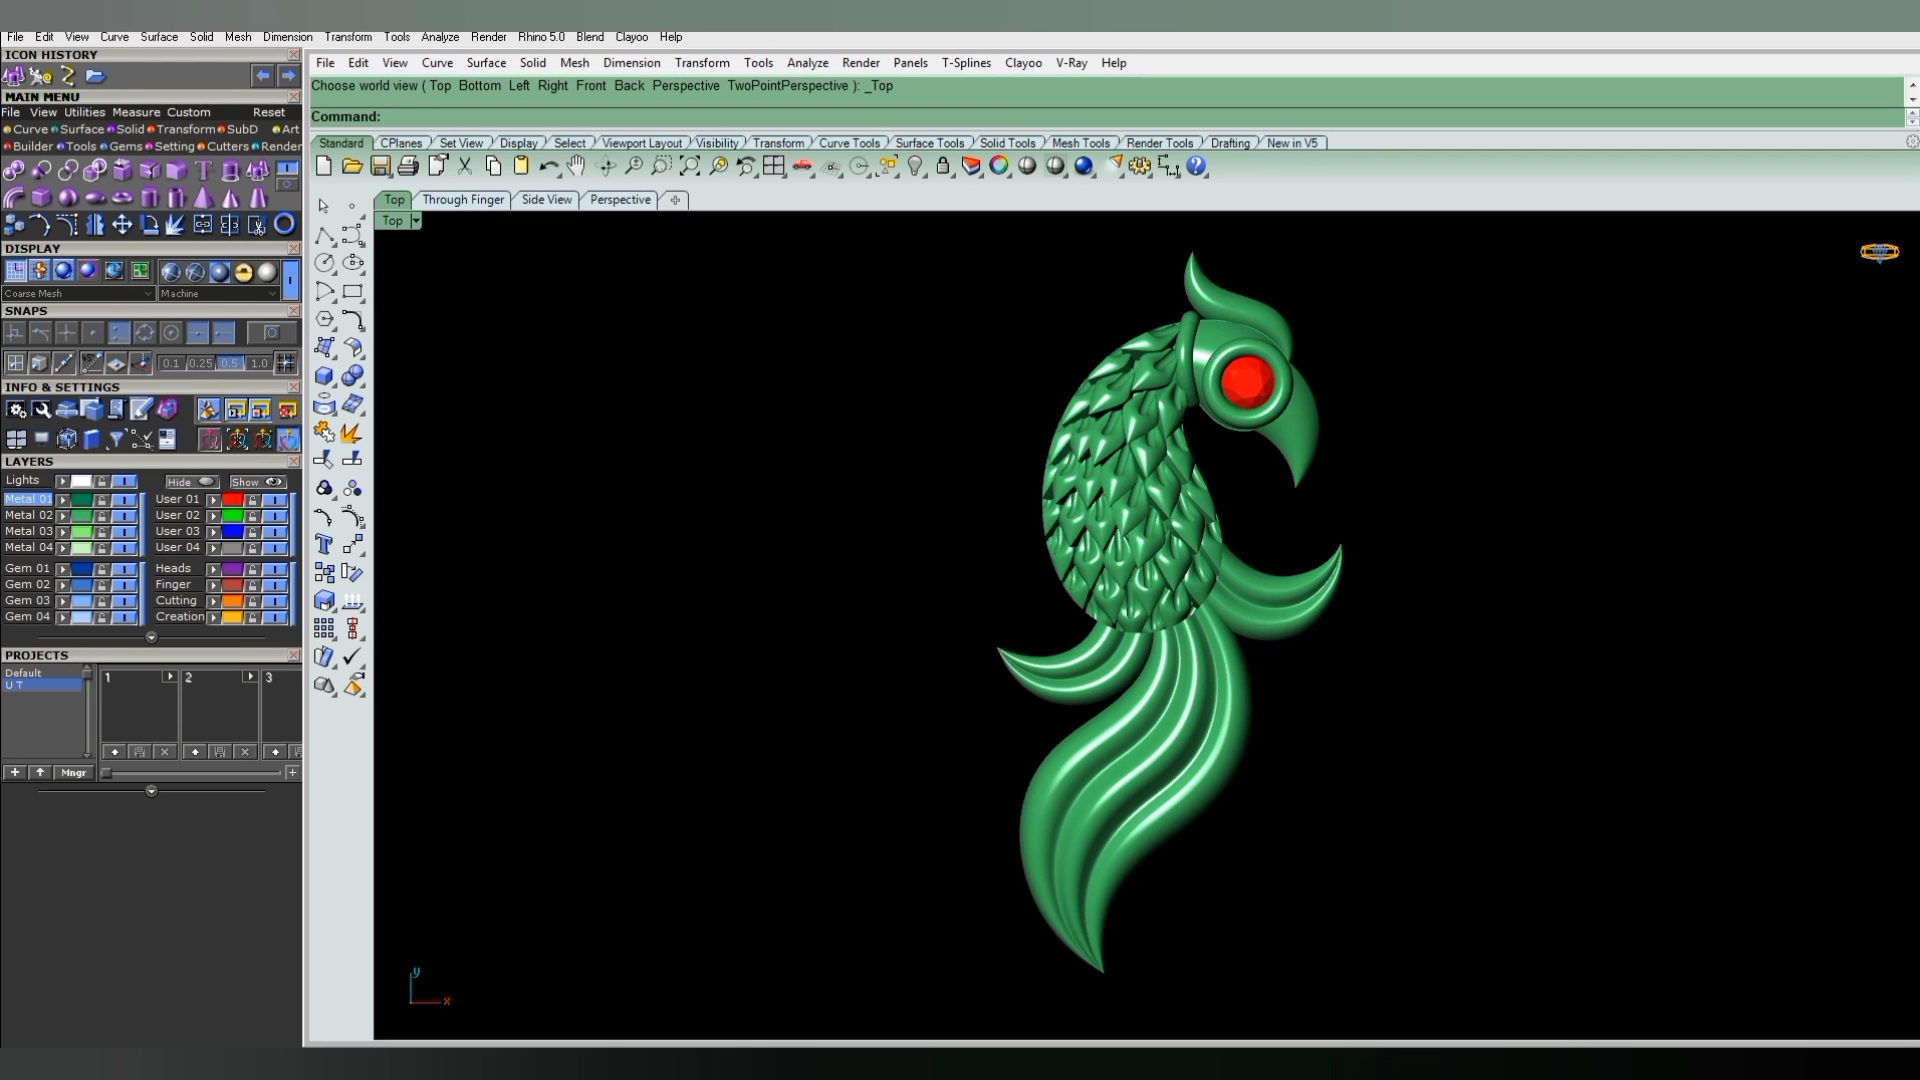 File Edit View Curve Surface Solid Mesh Dimension Transform Tools Analyze Render Rhino 5.0 Blend Clayoo Help
ICON HISTORY
MAIN MENU
File View Utilities Measure Custom Reset
Curve Surface Solid Transform SubD Art
Builder Tools Gems Setting Cutters Render
DISPLAY
Coarse Mesh Machine
SNAPS
0.1 0.25 0.5 1.0
INFO & SETTINGS
LAYERS
Lights Hide Show
Metal 01 User 01
Metal 02 User 02
Metal 03 User 03
Metal 04 User 04
Gem 01 Heads
Gem 02 Finger
Gem 03 Cutting
Gem 04 Creation
PROJECTS
Default 1 2 3
U T
Mngr
File Edit View Curve Surface Solid Mesh Dimension Transform Tools Analyze Render Panels T-Splines Clayoo V-Ray Help
Choose world view ( Top Bottom Left Right Front Back Perspective TwoPointPerspective ): _Top
Command:
Standard CPlanes Set View Display Select Viewport Layout Visibility Transform Curve Tools Surface Tools Solid Tools Mesh Tools Render Tools Drafting New in V5
Top Through Finger Side View Perspective
Top
y
x